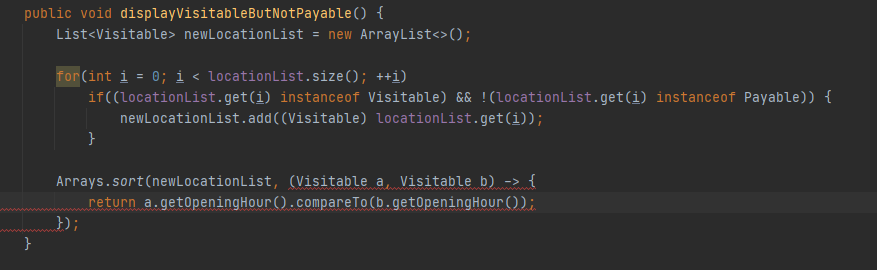 public void displayVisitableButNotPayable() {
    List<Visitable> newLocationList = new ArrayList<>();
    for(int i = 0; i < locationList.size(); ++i)
        if((locationList.get(i) instanceof Visitable) && !(locationList.get(i) instanceof Payable)) {
            newLocationList.add((Visitable) locationList.get(i));
        }
    Arrays.sort(newLocationList, (Visitable a, Visitable b) -> {
        return a.getOpeningHour().compareTo(b.getOpeningHour());
    });
}